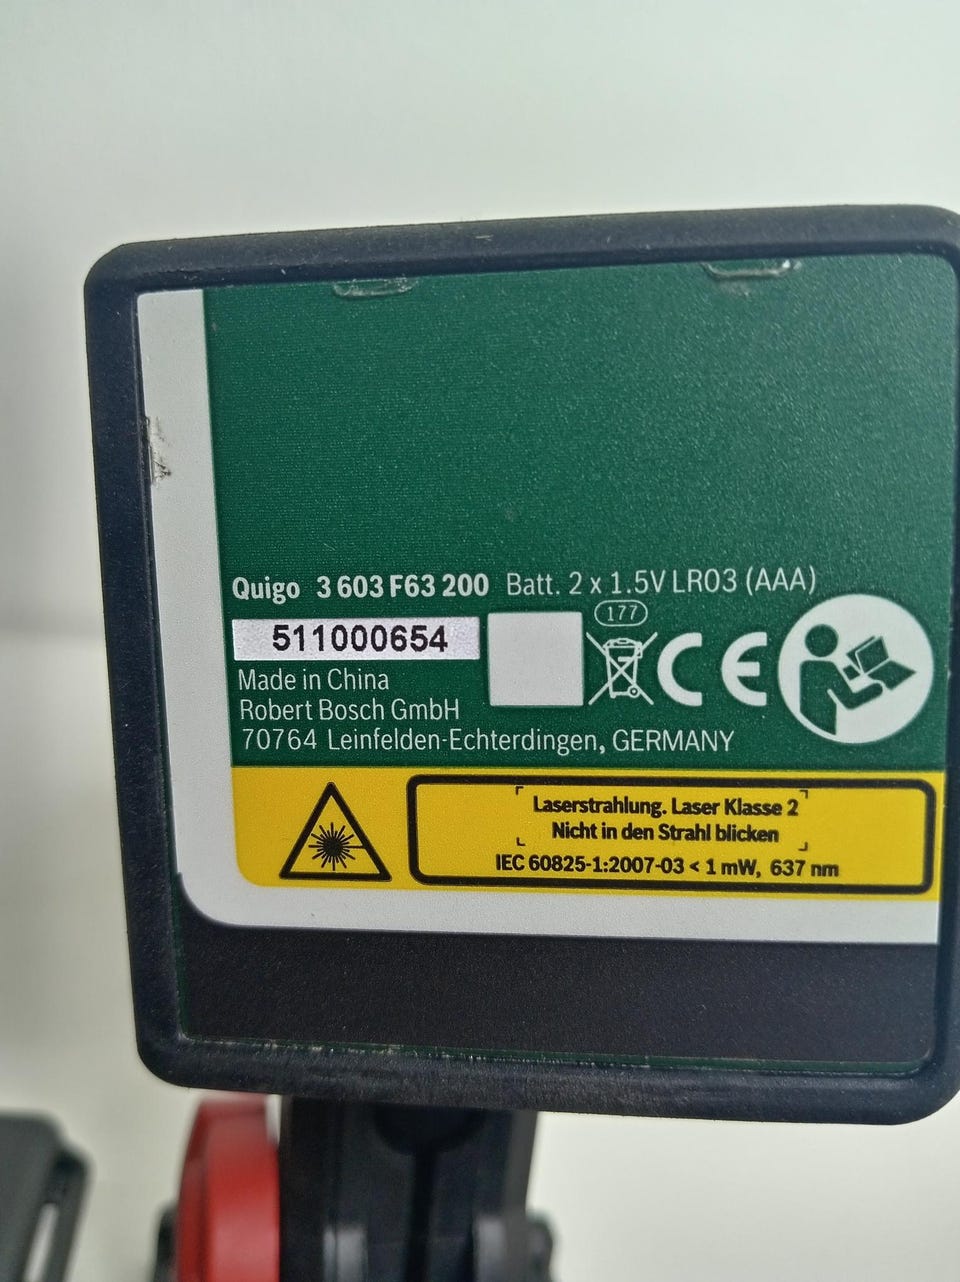 Quigo 3 603 F63 200 Batt. 2 x 1.5V LR03 (AAA)
177
511000654
CE
Made in China
Robert Bosch GmbH
70764 Leinfelden-Echterdingen, GERMANY
Laserstrahlung. Laser Klasse 2
Nicht in den Strahl blicken
IEC 60825-1:2007-03 < 1 mW, 637 nm